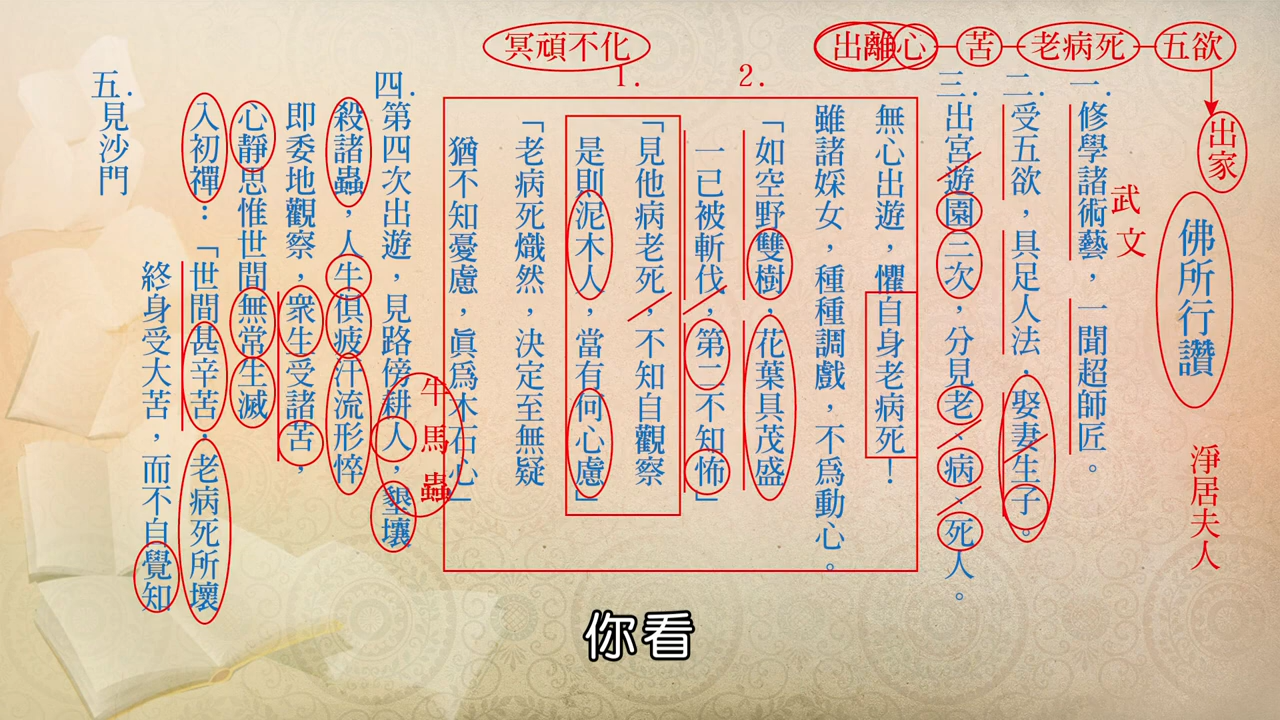 五欲—老病死—苦—出離心
冥頑不化
出家
佛所行讚
淨居夫人
一.修學諸術藝，一聞超師匠。
武文
二.受五欲，具足人法，娶妻生子。
三.出宮遊園三次，分見老、病、死人。
無心出遊，懼自身老病死！
雖諸婇女，種種調戲，不為動心。
2.
「如空野雙樹，花葉具茂盛
一已被斬伐，第二不知怖」
1.
「見他病老死，不知自觀察
是則泥木人，當有何心慮」
「老病死熾然，決定至無疑
猶不知憂慮，眞為木石心」
四.第四次出遊，見路傍耕人，墾壤
牛馬蟲
殺諸蟲，人牛俱疲汗流形悴
即委地觀察，衆生受諸苦，
心靜思惟世間無常生滅
入初禪：「世間甚辛苦，老病死所壞
終身受大苦，而不自覺知
五.見沙門
你看